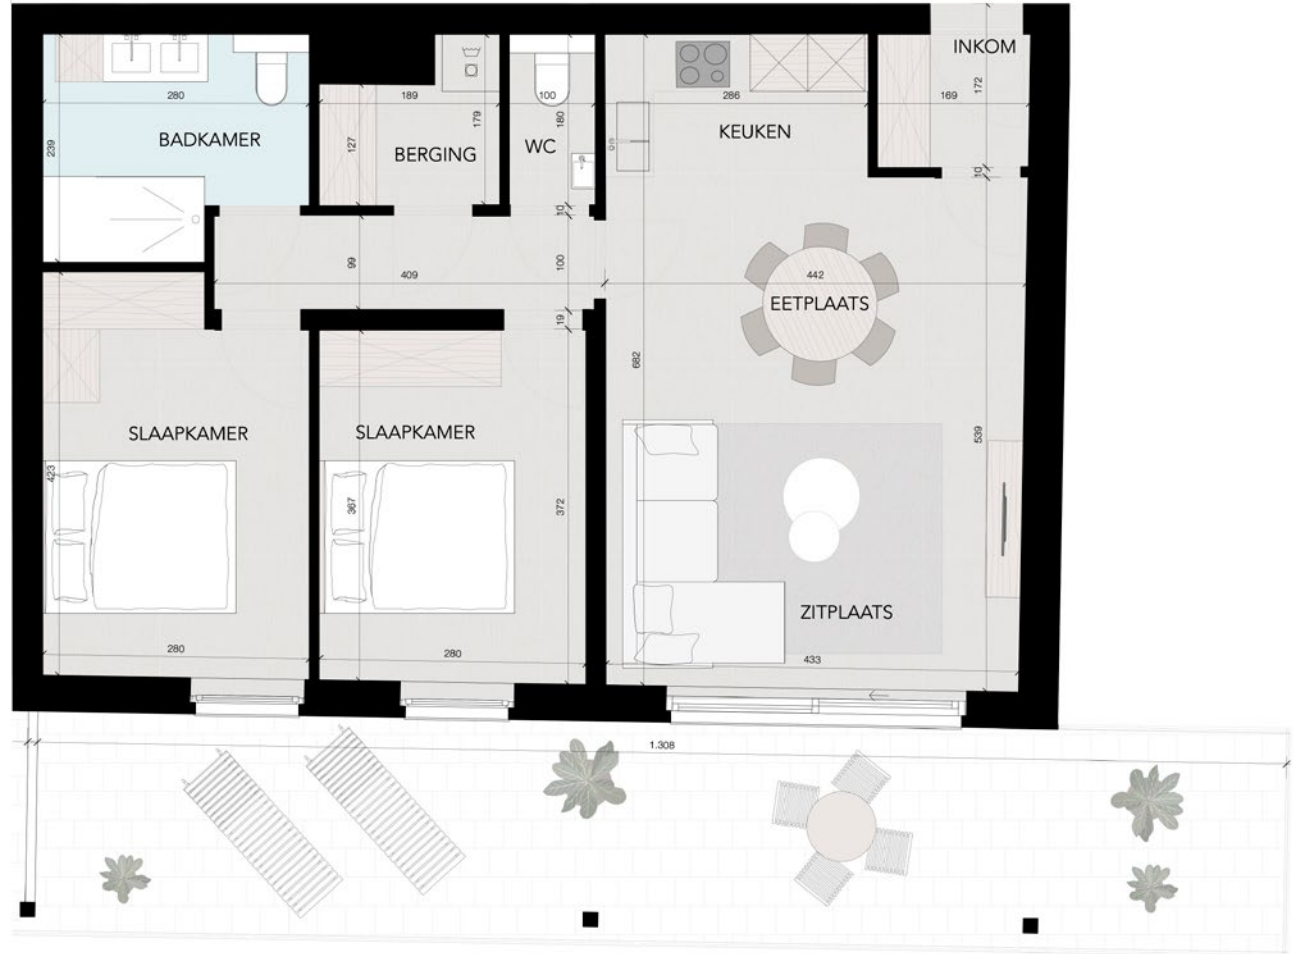 INKOM
172
280
189
100
286
169
BADKAMER
239
127
BERGING
179
180
WC
KEUKEN
10
10
99
409
100
442
EETPLAATS
19
682
SLAAPKAMER
SLAAPKAMER
539
423
367
372
ZITPLAATS
280
280
433
1.308